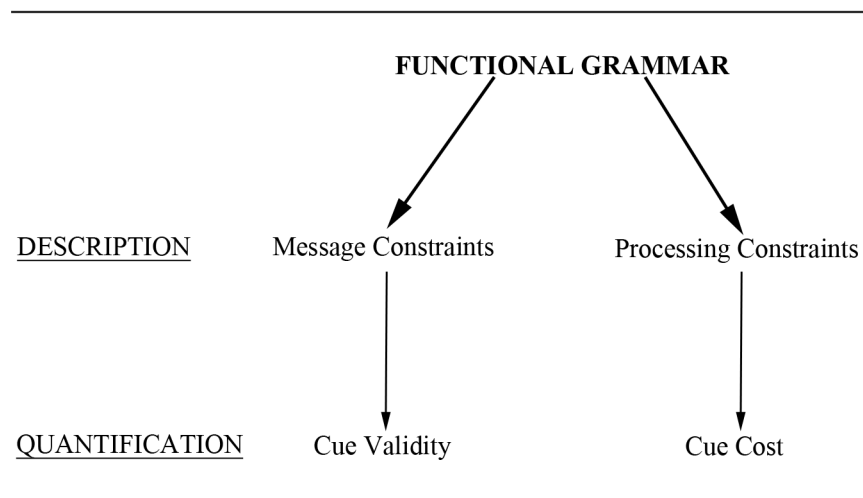 FUNCTIONAL GRAMMAR
DESCRIPTION Message Constraints Processing Constraints
QUANTIFICATION Cue Validity Cue Cost